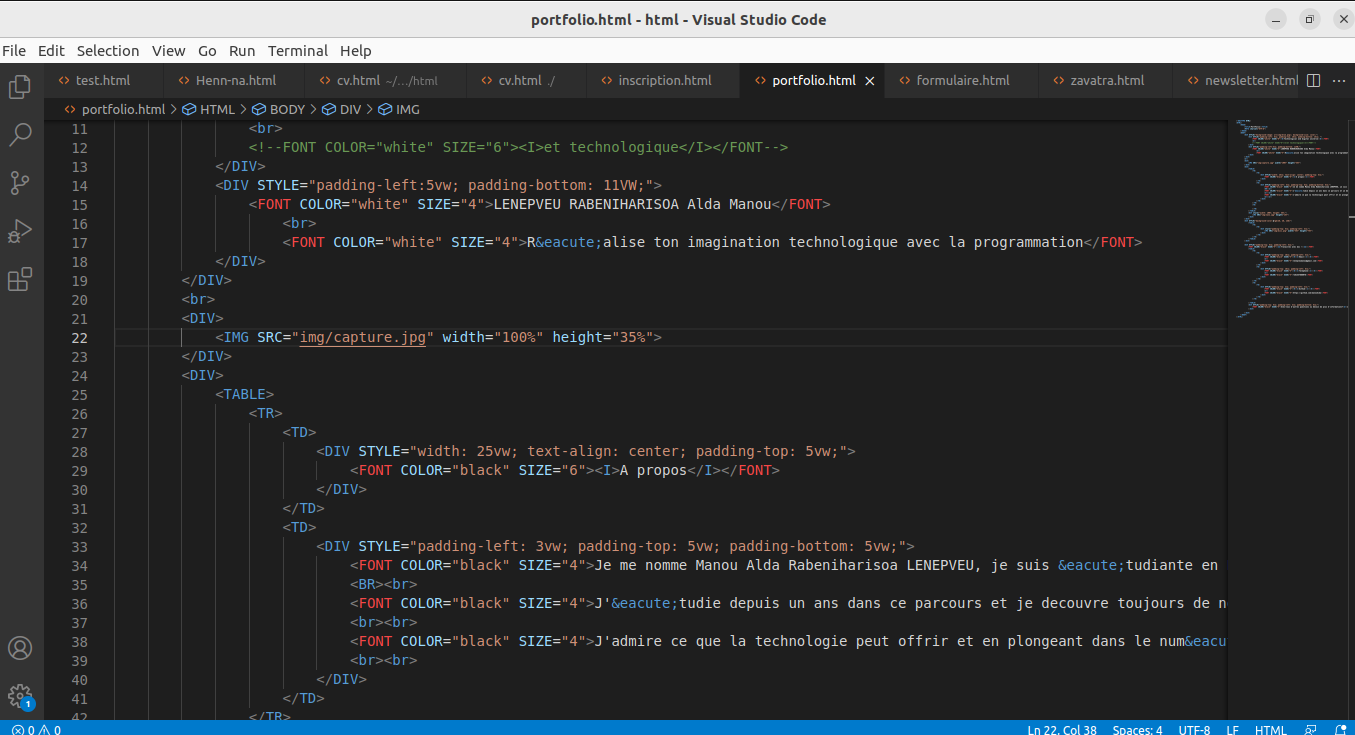 portfolio.html - html - Visual Studio Code
File Edit Selection View Go Run Terminal Help
test.html Henn-na.html cv.html ~/.../html cv.html ./ inscription.html portfolio.html formulaire.html zavatra.html newsletter.html
portfolio.html > HTML > BODY > DIV > IMG
11 <br>
12 <!--FONT COLOR="white" SIZE="6"><I>et technologique</I></FONT-->
13 </DIV>
14 <DIV STYLE="padding-left:5vw; padding-bottom: 11VW;">
15 <FONT COLOR="white" SIZE="4">LENEPVEU RABENIHARISOA Alda Manou</FONT>
16 <br>
17 <FONT COLOR="white" SIZE="4">R&eacute;alise ton imagination technologique avec la programmation</FONT>
18 </DIV>
19 </DIV>
20 <br>
21 <DIV>
22 <IMG SRC="img/capture.jpg" width="100%" height="35%">
23 </DIV>
24 <DIV>
25 <TABLE>
26 <TR>
27 <TD>
28 <DIV STYLE="width: 25vw; text-align: center; padding-top: 5vw;">
29 <FONT COLOR="black" SIZE="6"><I>A propos</I></FONT>
30 </DIV>
31 </TD>
32 <TD>
33 <DIV STYLE="padding-left: 3vw; padding-top: 5vw; padding-bottom: 5vw;">
34 <FONT COLOR="black" SIZE="4">Je me nomme Manou Alda Rabeniharisoa LENEPVEU, je suis &eacute;tudiante en
35 <BR><br>
36 <FONT COLOR="black" SIZE="4">J'&eacute;tudie depuis un ans dans ce parcours et je decouvre toujours de n
37 <br><br>
38 <FONT COLOR="black" SIZE="4">J'admire ce que la technologie peut offrir et en plongeant dans le num&eacu
39 <br><br>
40 </DIV>
41 </TD>
42 </TR>
1
0 0 Ln 22, Col 38 Spaces: 4 UTF-8 LF HTML